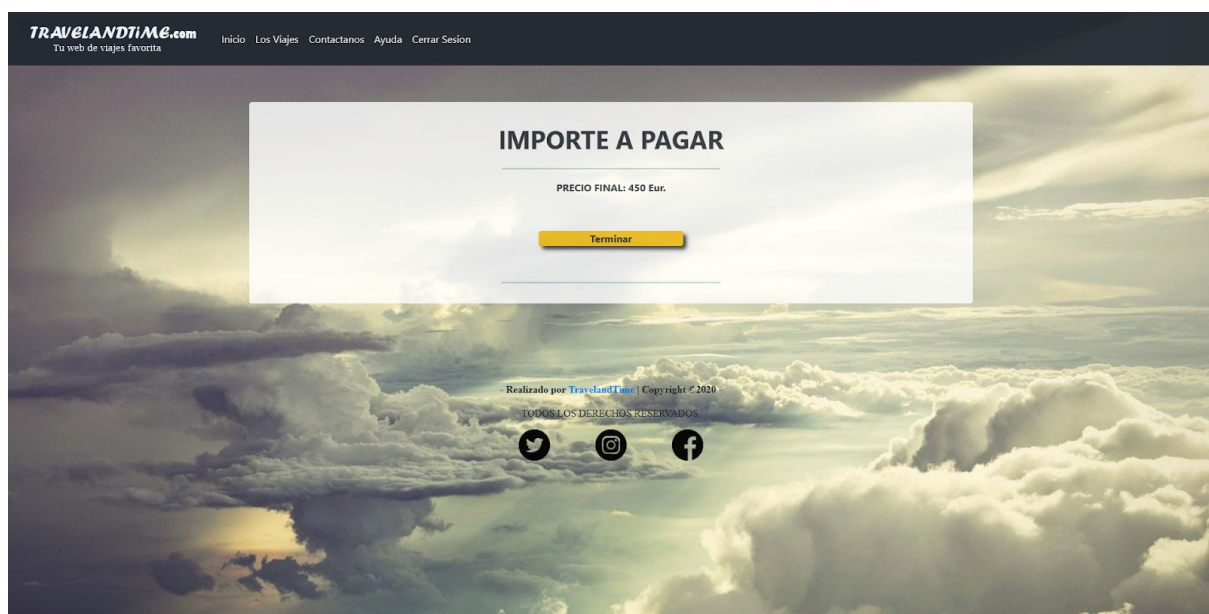 TRAVELANDTiME.com
Tu web de viajes favorita
Inicio Los Viajes Contactanos Ayuda Cerrar Sesion
IMPORTE A PAGAR
PRECIO FINAL: 450 Eur.
Terminar
- Realizado por TravelandTime | Copyright ©2020 -
TODOS LOS DERECHOS RESERVADOS